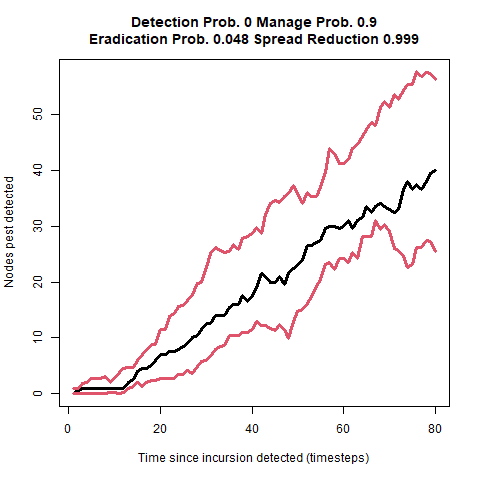 Detection Prob. 0 Manage Prob. 0.9
Eradication Prob. 0.048 Spread Reduction 0.999
Nodes pest detected
50
40
30
20
10
0
0 20 40 60 80
Time since incursion detected (timesteps)